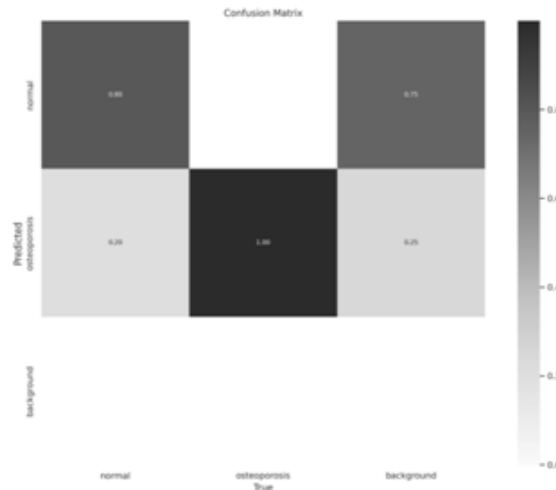 Confusion Matrix
normal
0.80
0.75
Predicted
osteoporosis
0.20
1.00
0.25
background
normal
osteoporosis
background
True